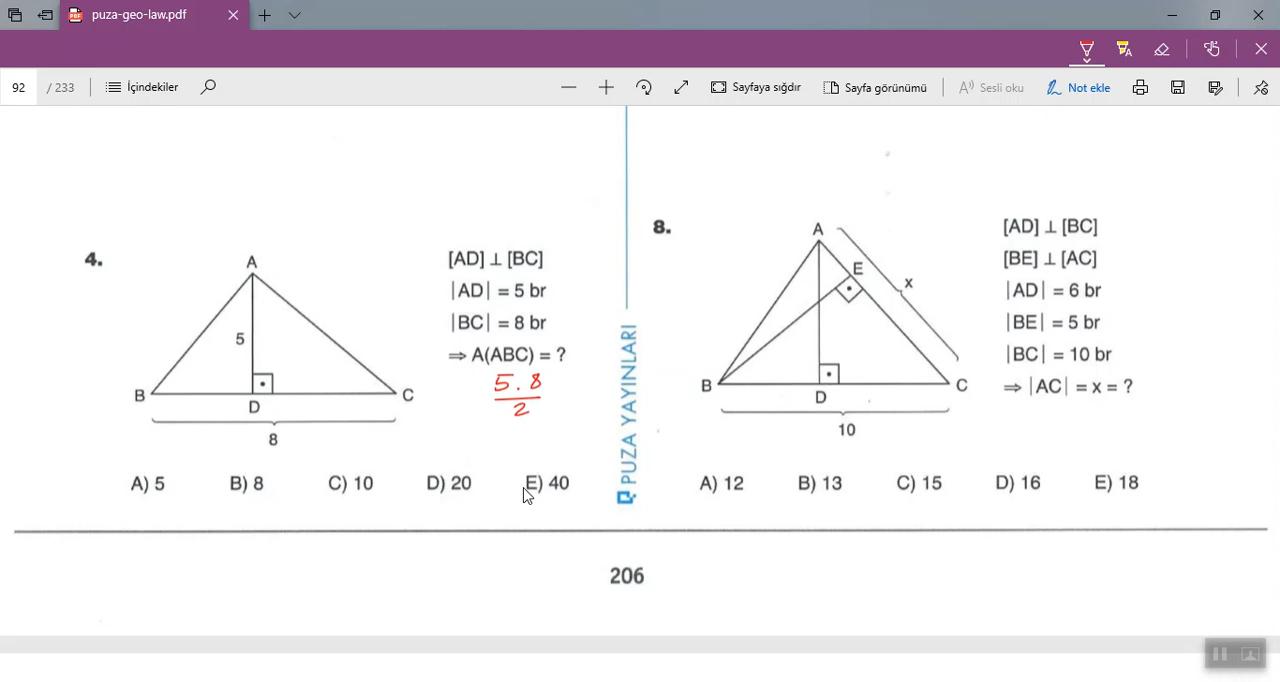 puza-geo-law.pdf
92 / 233 İçindekiler Sayfaya sığdır Sayfa görünümü Sesli oku Not ekle
4.
A
5
B
D
C
8
[AD] ⊥ [BC]
|AD| = 5 br
|BC| = 8 br
⇒ A(ABC) = ?
5 . 8
2
A) 5 B) 8 C) 10 D) 20 E) 40
PUZA YAYINLARI
8.
A
E
x
B
D
C
10
[AD] ⊥ [BC]
[BE] ⊥ [AC]
|AD| = 6 br
|BE| = 5 br
|BC| = 10 br
⇒ |AC| = x = ?
A) 12 B) 13 C) 15 D) 16 E) 18
206